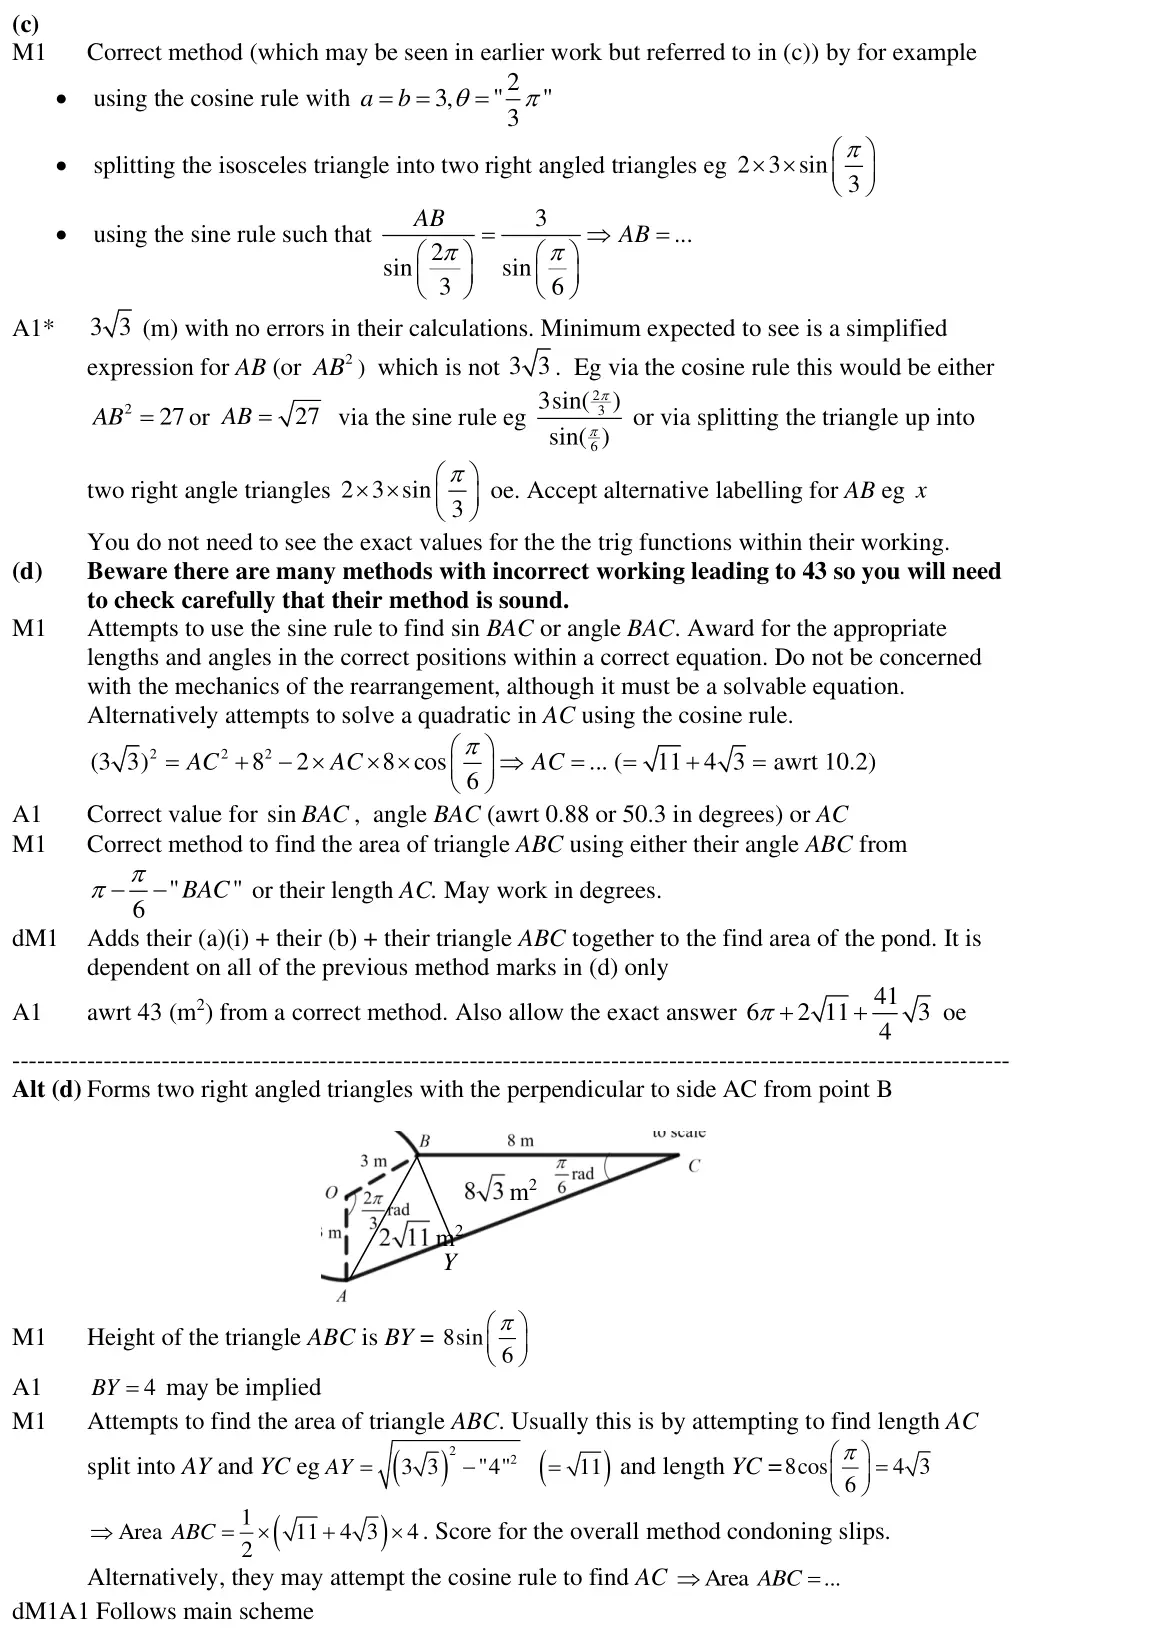 (c)
M1 Correct method (which may be seen in earlier work but referred to in (c)) by for example
• using the cosine rule with a = b = 3, θ = "2/3 π"
• splitting the isosceles triangle into two right angled triangles eg 2×3×sin(π/3)
• using the sine rule such that AB/sin(2π/3) = 3/sin(π/6) ⇒ AB = ...
A1* 3√3 (m) with no errors in their calculations. Minimum expected to see is a simplified
expression for AB (or AB²) which is not 3√3. Eg via the cosine rule this would be either
AB² = 27 or AB = √27 via the sine rule eg 3sin(2π/3)/sin(π/6) or via splitting the triangle up into
two right angle triangles 2×3×sin(π/3) oe. Accept alternative labelling for AB eg x
You do not need to see the exact values for the the trig functions within their working.
(d) Beware there are many methods with incorrect working leading to 43 so you will need
to check carefully that their method is sound.
M1 Attempts to use the sine rule to find sin BAC or angle BAC. Award for the appropriate
lengths and angles in the correct positions within a correct equation. Do not be concerned
with the mechanics of the rearrangement, although it must be a solvable equation.
Alternatively attempts to solve a quadratic in AC using the cosine rule.
(3√3)² = AC² + 8² − 2× AC ×8×cos(π/6) ⇒ AC = ... (= √11 + 4√3 = awrt 10.2)
A1 Correct value for sin BAC, angle BAC (awrt 0.88 or 50.3 in degrees) or AC
M1 Correct method to find the area of triangle ABC using either their angle ABC from
π − π/6 − "BAC" or their length AC. May work in degrees.
dM1 Adds their (a)(i) + their (b) + their triangle ABC together to the find area of the pond. It is
dependent on all of the previous method marks in (d) only
A1 awrt 43 (m²) from a correct method. Also allow the exact answer 6π + 2√11 + 41/4 √3 oe
Alt (d) Forms two right angled triangles with the perpendicular to side AC from point B
to scale
B 8 m
C
3 m
π/6 rad
8√3 m²
O
2π/3 rad
m
2√11 m²
Y
A
M1 Height of the triangle ABC is BY = 8sin(π/6)
A1 BY = 4 may be implied
M1 Attempts to find the area of triangle ABC. Usually this is by attempting to find length AC
split into AY and YC eg AY = √((3√3)² − "4"²) (= √11) and length YC = 8cos(π/6) = 4√3
⇒ Area ABC = 1/2 × (√11 + 4√3) × 4. Score for the overall method condoning slips.
Alternatively, they may attempt the cosine rule to find AC ⇒ Area ABC = ...
dM1A1 Follows main scheme